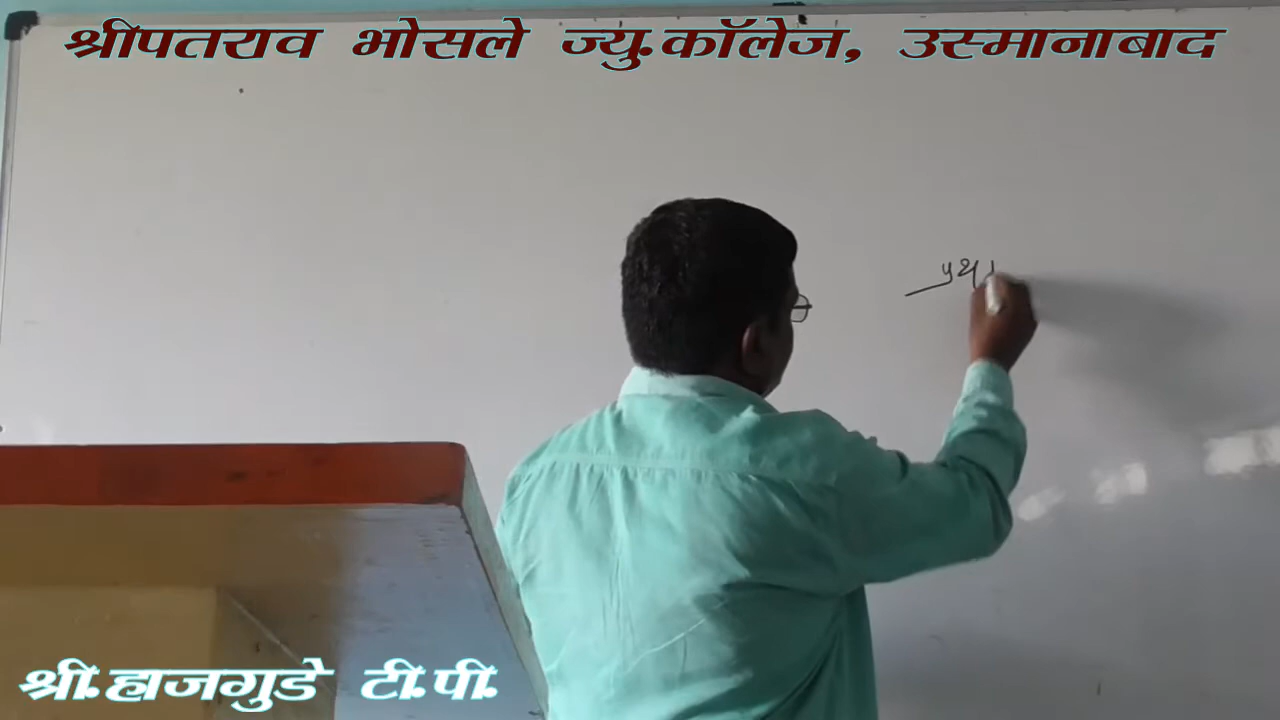 श्रीपतराव भोसले ज्यु.कॉलेज, उस्मानाबाद
श्री.हाजगुडे टी.पी.